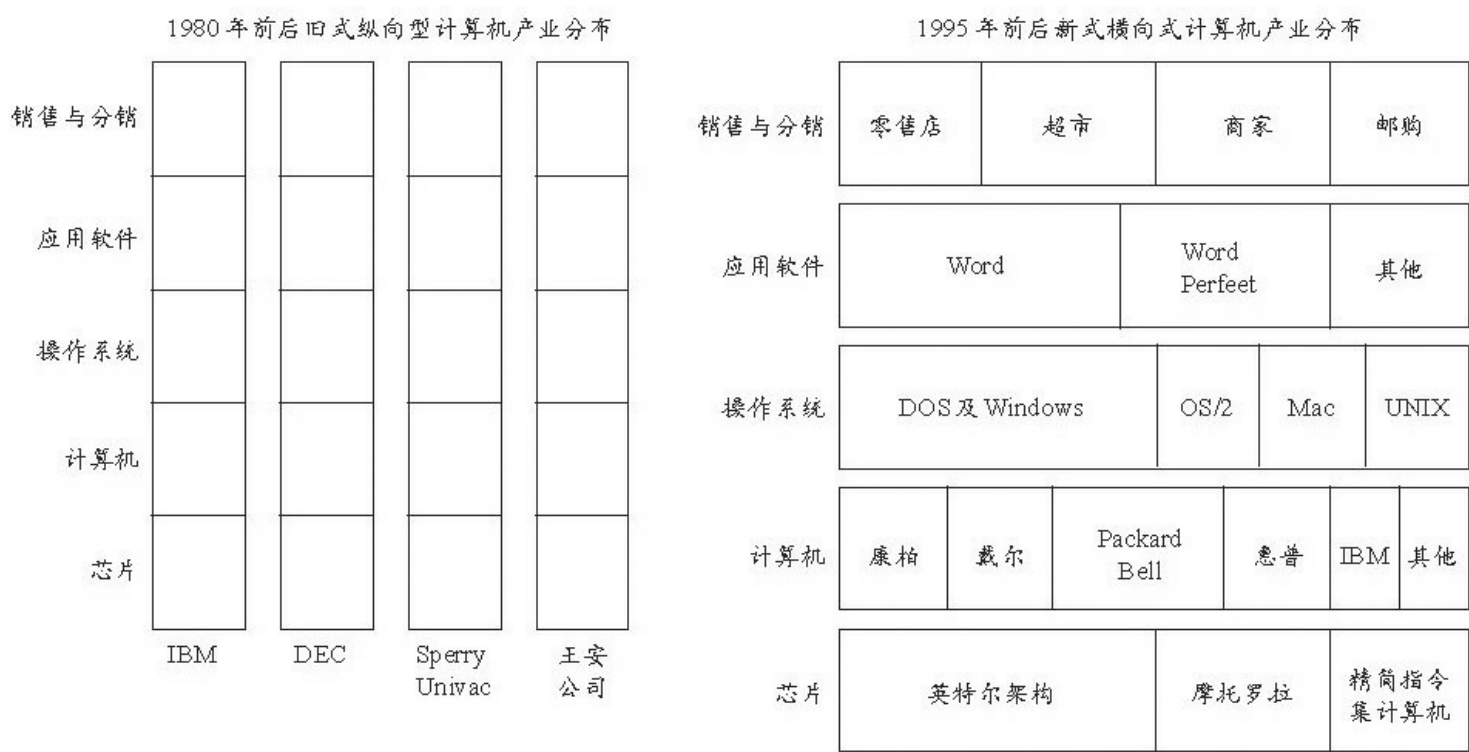 1980年前后旧式纵向型计算机产业分布
销售与分销
应用软件
操作系统
计算机
芯片
IBM
DEC
Sperry
Univac
王安
公司
1995年前后新式横向式计算机产业分布
销售与分销
零售店
超市
商家
邮购
应用软件
Word
Word
Perfeet
其他
操作系统
DOS及Windows
OS/2
Mac
UNIX
计算机
康柏
戴尔
Packard
Bell
惠普
IBM
其他
芯片
英特尔架构
摩托罗拉
精简指令
集计算机